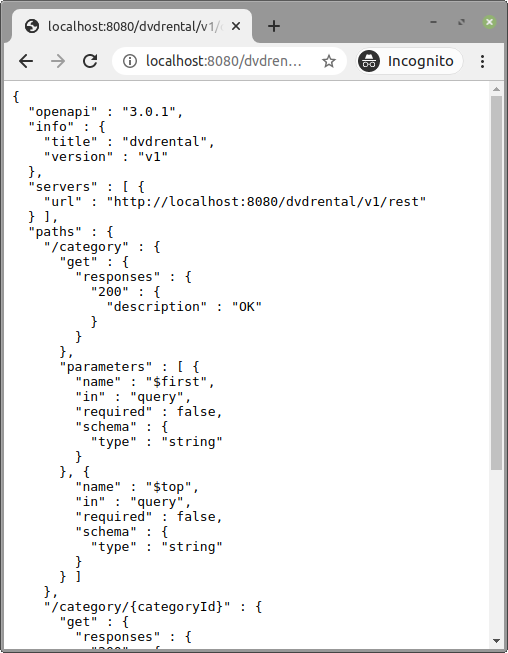 localhost:8080/dvdrental/v1/
localhost:8080/dvdren…
Incognito
{
  "openapi" : "3.0.1",
  "info" : {
    "title" : "dvdrental",
    "version" : "v1"
  },
  "servers" : [ {
    "url" : "http://localhost:8080/dvdrental/v1/rest"
  } ],
  "paths" : {
    "/category" : {
      "get" : {
        "responses" : {
          "200" : {
            "description" : "OK"
          }
        }
      },
      "parameters" : [ {
        "name" : "$first",
        "in" : "query",
        "required" : false,
        "schema" : {
          "type" : "string"
        }
      }, {
        "name" : "$top",
        "in" : "query",
        "required" : false,
        "schema" : {
          "type" : "string"
        }
      } ]
    },
    "/category/{categoryId}" : {
      "get" : {
        "responses" : {
          "200" : {